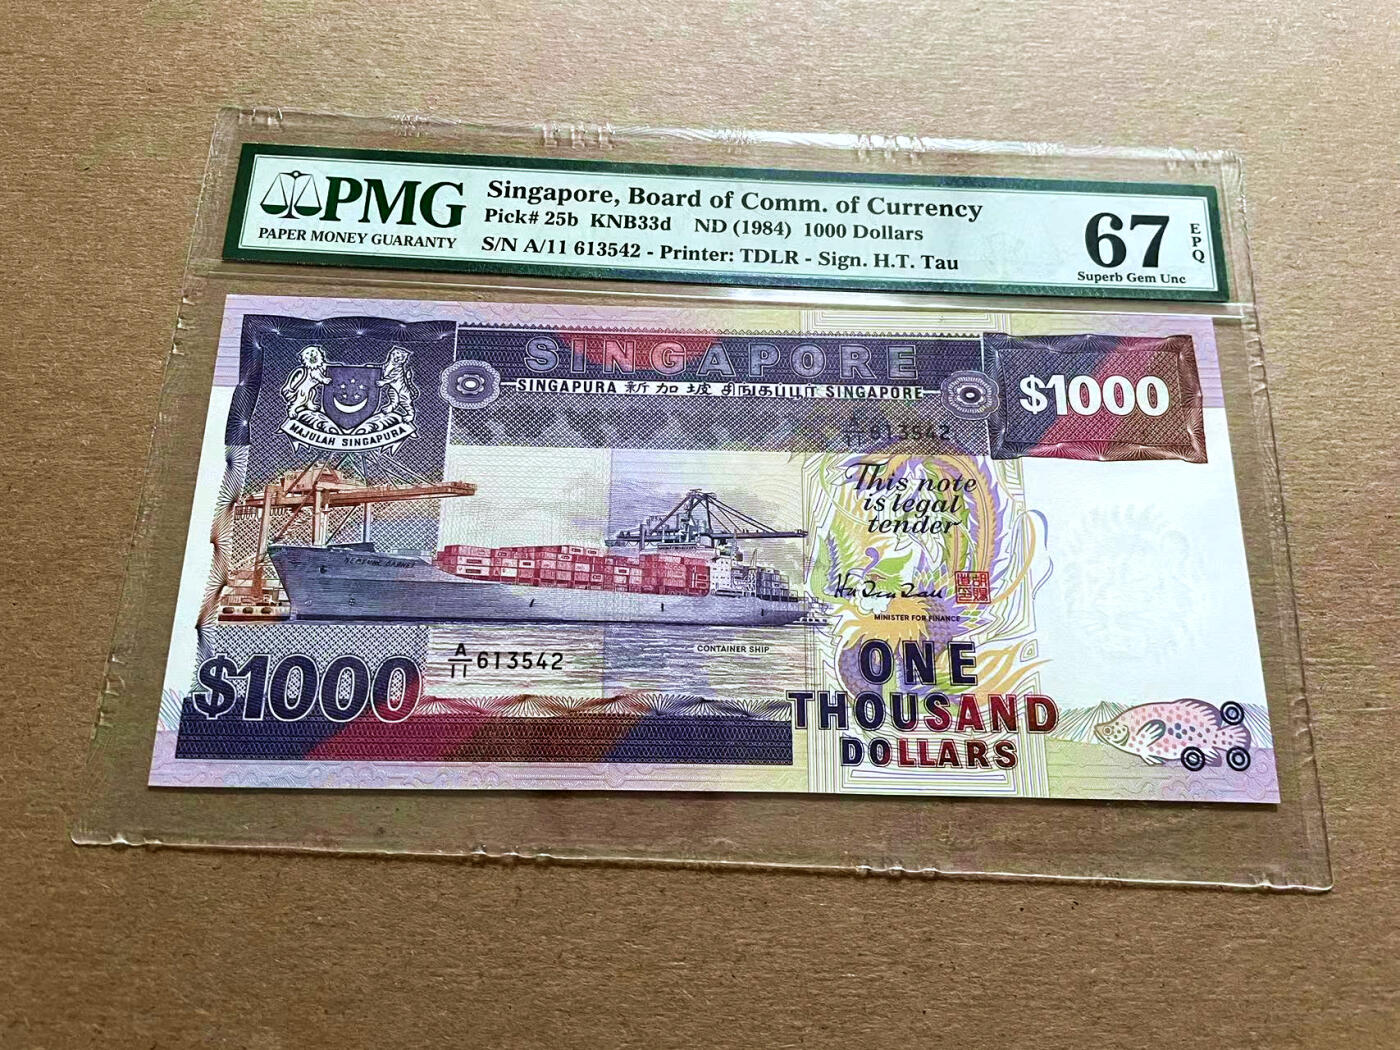 PMG
PAPER MONEY GUARANTY
Singapore, Board of Comm. of Currency
Pick# 25b KNB33d ND (1984) 1000 Dollars
S/N A/11 613542 - Printer: TDLR - Sign. H.T. Tau
67
EPQ
Superb Gem Unc
SINGAPORE
SINGAPURA 新加坡 சிங்கப்பூர் SINGAPORE
$1000
MAJULAH SINGAPURA
A/11 613542
This note
is legal
tender
MINISTER FOR FINANCE
CONTAINER SHIP
A/11 613542
$1000
ONE
THOUSAND
DOLLARS